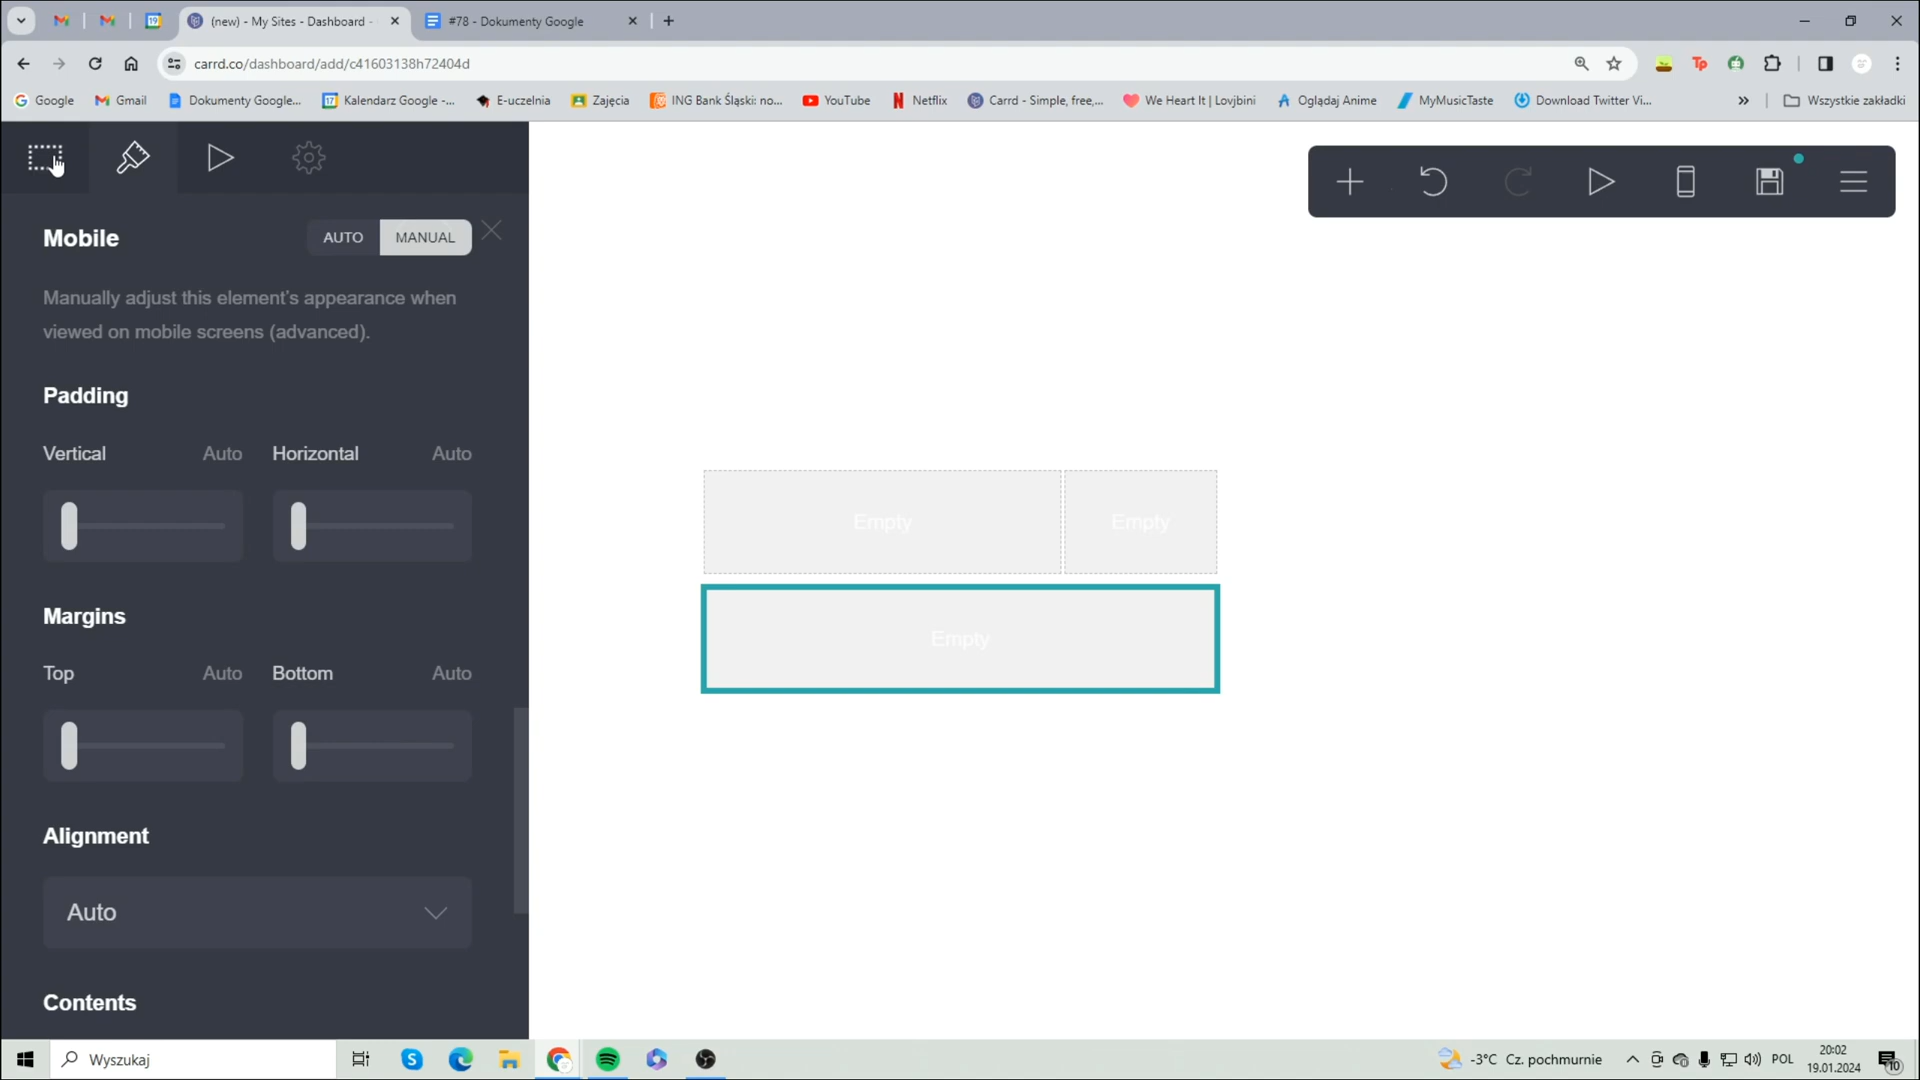 (new) - My Sites - Dashboard -
#78 - Dokumenty Google
carrd.co/dashboard/add/c41603138h72404d
Google
Gmail
Dokumenty Google...
Kalendarz Google -...
E-uczelnia
Zajęcia
ING Bank Śląski: no...
YouTube
Netflix
Carrd - Simple, free,...
We Heart It | Lovjbini
Oglądaj Anime
MyMusicTaste
Download Twitter Vi...
»
Wszystkie zakładki
Mobile
AUTO
MANUAL
Manually adjust this element's appearance when
viewed on mobile screens (advanced).
Padding
Vertical Auto
Horizontal Auto
Margins
Top Auto
Bottom Auto
Alignment
Auto
Contents
Empty
Empty
Empty
Wyszukaj
-3°C Cz. pochmurnie
POL
20:02
19.01.2024
10